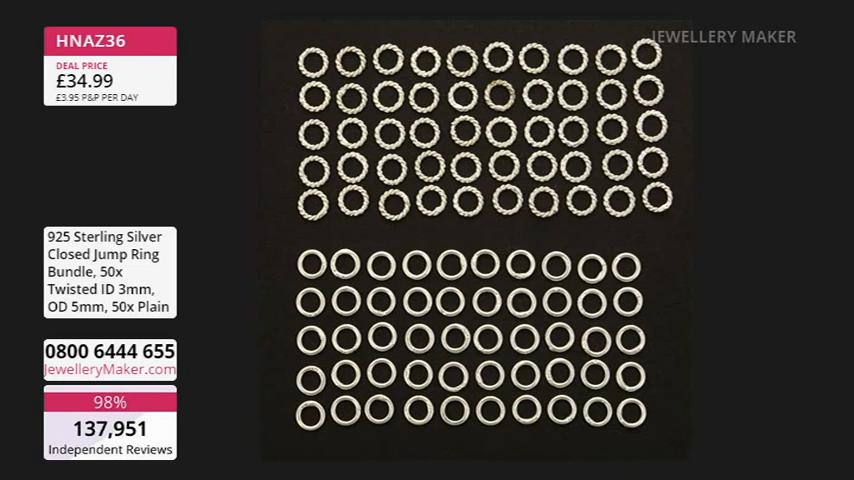 HNAZ36
DEAL PRICE
£34.99
£3.95 P&P PER DAY
JEWELLERY MAKER
925 Sterling Silver
Closed Jump Ring
Bundle, 50x
Twisted ID 3mm,
OD 5mm, 50x Plain
0800 6444 655
JewelleryMaker.com
98%
137,951
Independent Reviews